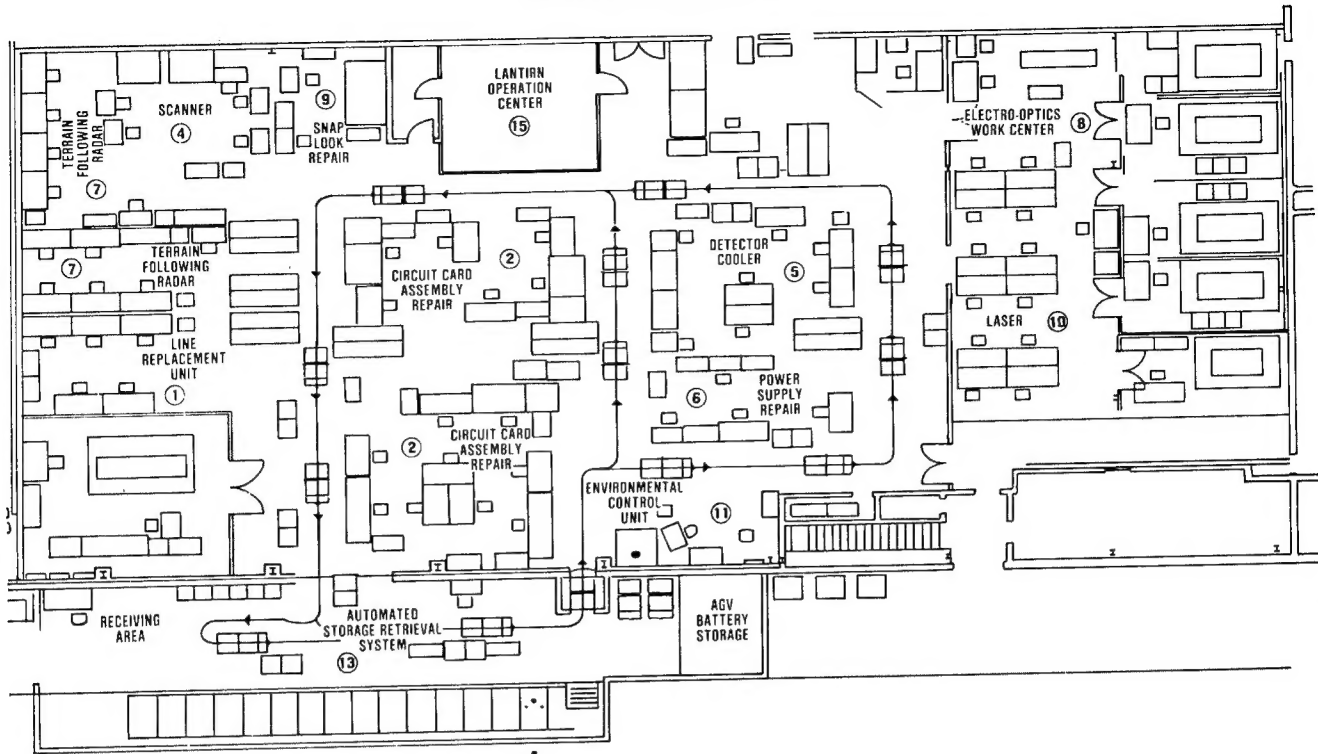 LANTIRN
OPERATION
CENTER
15
SCANNER
4
9
SNAP
LOOK
REPAIR
TERRAIN
FOLLOWING
RADAR
7
ELECTRO-OPTICS
WORK CENTER
8
7
TERRAIN
FOLLOWING
RADAR
CIRCUIT CARD
ASSEMBLY
REPAIR
2
DETECTOR
COOLER
5
LASER
10
LINE
REPLACEMENT
UNIT
1
6
POWER
SUPPLY
REPAIR
2
CIRCUIT CARD
ASSEMBLY
REPAIR
ENVIRONMENTAL
CONTROL
UNIT
11
RECEIVING
AREA
AUTOMATED
STORAGE RETRIEVAL
SYSTEM
13
AGV
BATTERY
STORAGE